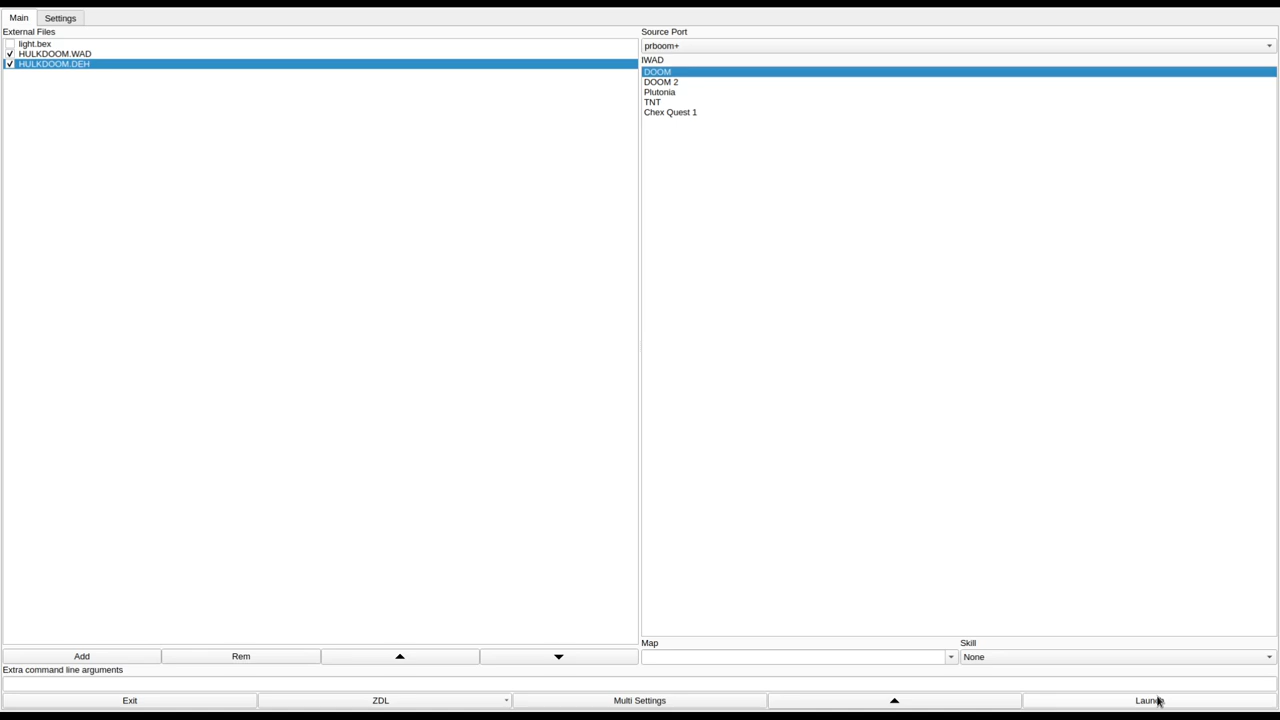 Main Settings
External Files
light.bex
HULKDOOM.WAD
HULKDOOM.DEH
Source Port
prboom+
IWAD
DOOM
DOOM 2
Plutonia
TNT
Chex Quest 1
Map Skill
None
Add Rem
Extra command line arguments
Exit ZDL Multi Settings